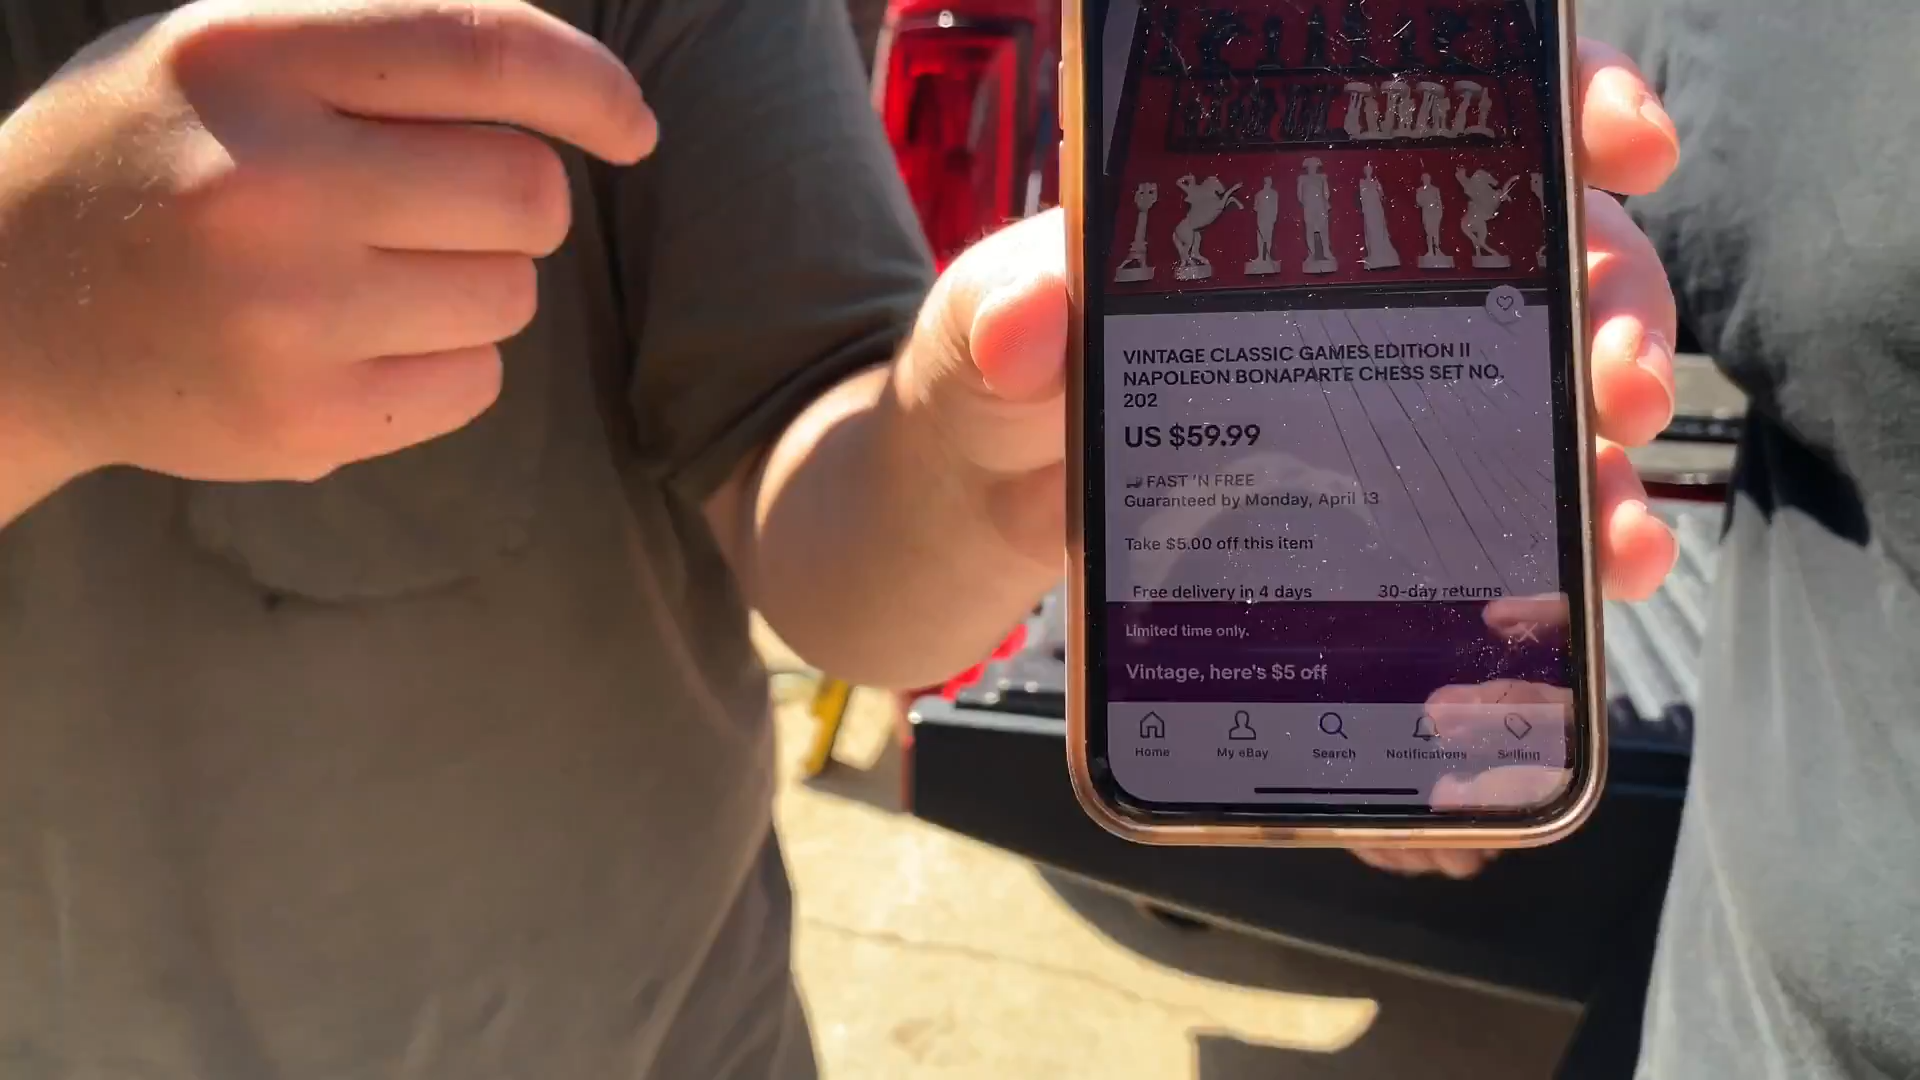 VINTAGE CLASSIC GAMES EDITION II
NAPOLEON BONAPARTE CHESS SET NO.
202
US $59.99
FAST 'N FREE
Guaranteed by Monday, April 13
Take $5.00 off this item
Free delivery in 4 days
30-day returns
Limited time only.
Vintage, here's $5 off
Home
My eBay
Search
Notifications
Selling